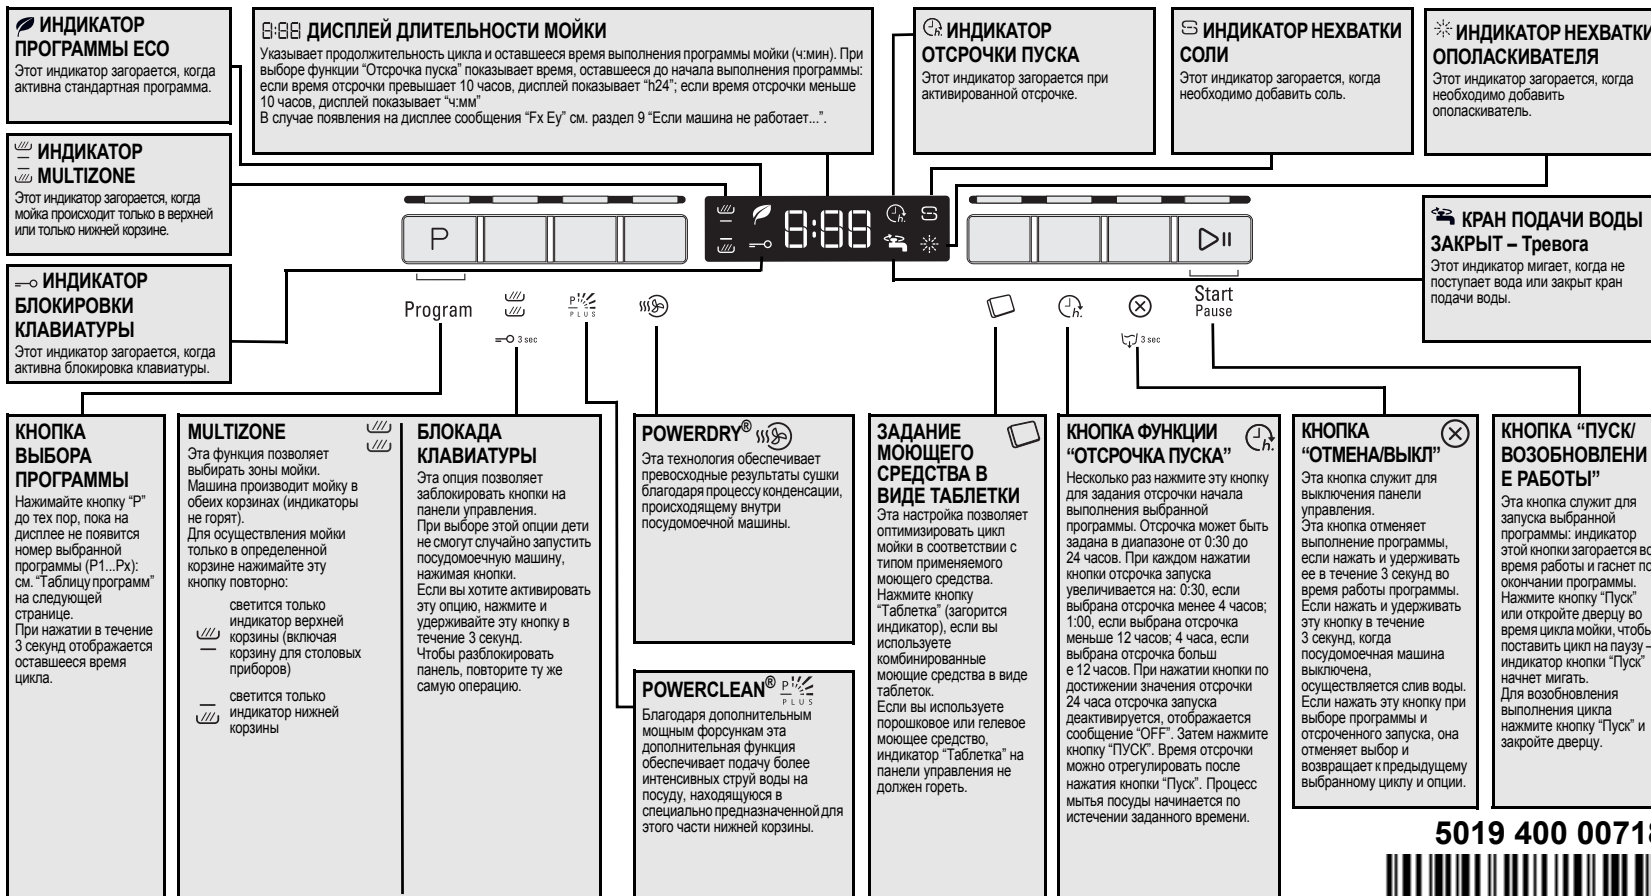 ИНДИКАТОР
ПРОГРАММЫ ECO
Этот индикатор загорается, когда
активна стандартная программа.
8:88 ДИСПЛЕЙ ДЛИТЕЛЬНОСТИ МОЙКИ
Указывает продолжительность цикла и оставшееся время выполнения программы мойки (ч:мин). При
выборе функции “Отсрочка пуска” показывает время, оставшееся до начала выполнения программы:
если время отсрочки превышает 10 часов, дисплей показывает “h24”; если время отсрочки меньше
10 часов, дисплей показывает “ч:мм”
В случае появления на дисплее сообщения “Fx Ey” см. раздел 9 “Если машина не работает...”.
h. ИНДИКАТОР
ОТСРОЧКИ ПУСКА
Этот индикатор загорается при
активированной отсрочке.
ИНДИКАТОР НЕХВАТКИ
СОЛИ
Этот индикатор загорается, когда
необходимо добавить соль.
ИНДИКАТОР НЕХВАТКИ
ОПОЛАСКИВАТЕЛЯ
Этот индикатор загорается, когда
необходимо добавить
ополаскиватель.
ИНДИКАТОР
MULTIZONE
Этот индикатор загорается, когда
мойка происходит только в верхней
или только нижней корзине.
ИНДИКАТОР
БЛОКИРОВКИ
КЛАВИАТУРЫ
Этот индикатор загорается, когда
активна блокировка клавиатуры.
P
8:88
h.
КРАН ПОДАЧИ ВОДЫ
ЗАКРЫТ – Тревога
Этот индикатор мигает, когда не
поступает вода или закрыт кран
подачи воды.
Program
3 sec
P
PLUS
h.
3 sec
Start
Pause
КНОПКА
ВЫБОРА
ПРОГРАММЫ
Нажимайте кнопку “P”
до тех пор, пока на
дисплее не появится
номер выбранной
программы (P1...Px):
см. “Таблицу программ”
на следующей
странице.
При нажатии в течение
3 секунд отображается
оставшееся время
цикла.
MULTIZONE
Эта функция позволяет
выбирать зоны мойки.
Машина производит мойку в
обеих корзинах (индикаторы
не горят).
Для осуществления мойки
только в определенной
корзине нажимайте эту
кнопку повторно:
светится только
индикатор верхней
корзины (включая
корзину для столовых
приборов)
светится только
индикатор нижней
корзины
БЛОКАДА
КЛАВИАТУРЫ
Эта опция позволяет
заблокировать кнопки на
панели управления.
При выборе этой опции дети
не смогут случайно запустить
посудомоечную машину,
нажимая кнопки.
Если вы хотите активировать
эту опцию, нажмите и
удерживайте эту кнопку в
течение 3 секунд.
Чтобы разблокировать
панель, повторите ту же
самую операцию.
POWERDRY®
Эта технология обеспечивает
превосходные результаты сушки
благодаря процессу конденсации,
происходящему внутри
посудомоечной машины.
POWERCLEAN® P
PLUS
Благодаря дополнительным
мощным форсункам эта
дополнительная функция
обеспечивает подачу более
интенсивных струй воды на
посуду, находящуюся в
специально предназначенной для
этого части нижней корзины.
ЗАДАНИЕ
МОЮЩЕГО
СРЕДСТВА В
ВИДЕ ТАБЛЕТКИ
Эта настройка позволяет
оптимизировать цикл
мойки в соответствии с
типом применяемого
моющего средства.
Нажмите кнопку
“Таблетка” (загорится
индикатор), если вы
используете
комбинированные
моющие средства в виде
таблеток.
Если вы используете
порошковое или гелевое
моющее средство,
индикатор “Таблетка” на
панели управления не
должен гореть.
КНОПКА ФУНКЦИИ
“ОТСРОЧКА ПУСКА”
h.
Несколько раз нажмите эту кнопку
для задания отсрочки начала
выполнения выбранной
программы. Отсрочка может быть
задана в диапазоне от 0:30 до
24 часов. При каждом нажатии
кнопки отсрочка запуска
увеличивается на: 0:30, если
выбрана отсрочка менее 4 часов;
1:00, если выбрана отсрочка
меньше 12 часов; 4 часа, если
выбрана отсрочка больш
е 12 часов. При нажатии кнопки по
достижении значения отсрочки
24 часа отсрочка запуска
деактивируется, отображается
сообщение “OFF”. Затем нажмите
кнопку “ПУСК”. Время отсрочки
можно отрегулировать после
нажатия кнопки “Пуск”. Процесс
мытья посуды начинается по
истечении заданного времени.
КНОПКА
“ОТМЕНА/ВЫКЛ”
Эта кнопка служит для
выключения панели
управления.
Эта кнопка отменяет
выполнение программы,
если нажать и удерживать
ее в течение 3 секунд во
время работы программы.
Если нажать и удерживать
эту кнопку в течение
3 секунд, когда
посудомоечная машина
выключена,
осуществляется слив воды.
Если нажать эту кнопку при
выборе программы и
отсроченного запуска, она
отменяет выбор и
возвращает к предыдущему
выбранному циклу и опции.
КНОПКА “ПУСК/
ВОЗОБНОВЛЕНИ
Е РАБОТЫ”
Эта кнопка служит для
запуска выбранной
программы: индикатор
этой кнопки загорается во
время работы и гаснет по
окончании программы.
Нажмите кнопку “Пуск”
или откройте дверцу во
время цикла мойки, чтобы
поставить цикл на паузу –
индикатор кнопки “Пуск”
начнет мигать.
Для возобновления
выполнения цикла
нажмите кнопку “Пуск” и
закройте дверцу.
5019 400 00718